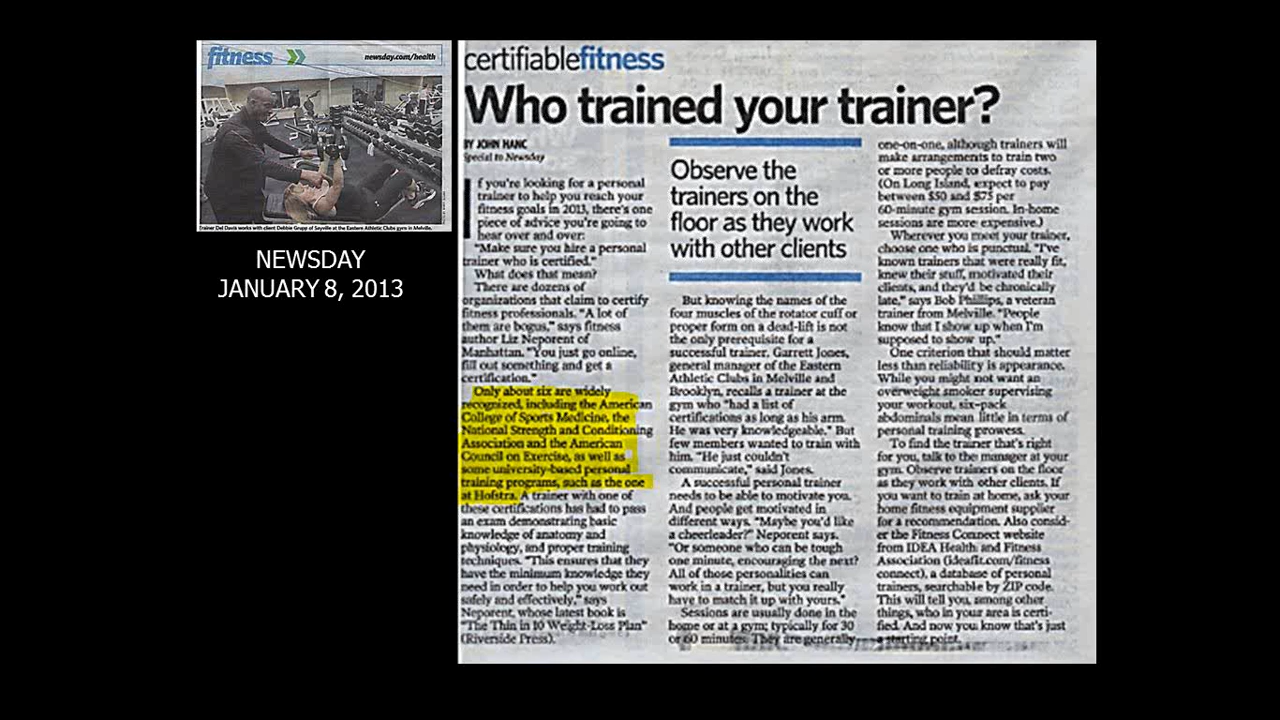 fitness
newsday.com/health
Trainer Del Davis works with client Debbie Grupp of Sayville at the Eastern Athletic Clubs gym in Melville.
NEWSDAY
JANUARY 8, 2013
certifiablefitness
Who trained your trainer?
BY JOHN HANC
Special to Newsday
If you're looking for a personal
trainer to help you reach your
fitness goals in 2013, there's one
piece of advice you're going to
hear over and over:
"Make sure you hire a personal
trainer who is certified."
What does that mean?
There are dozens of
organizations that claim to certify
fitness professionals. "A lot of
them are bogus," says fitness
author Liz Neporent of
Manhattan. "You just go online,
fill out something and get a
certification."
Only about six are widely
recognized, including the American
College of Sports Medicine, the
National Strength and Conditioning
Association and the American
Council on Exercise, as well as
some university-based personal
training programs, such as the one
at Hofstra. A trainer with one of
these certifications has had to pass
an exam demonstrating basic
knowledge of anatomy and
physiology, and proper training
techniques. "This ensures that they
have the minimum knowledge they
need in order to help you work out
safely and effectively," says
Neporent, whose latest book is
"The Thin in 10 Weight-Loss Plan"
(Riverside Press).
Observe the
trainers on the
floor as they work
with other clients
But knowing the names of the
four muscles of the rotator cuff or
proper form on a dead-lift is not
the only prerequisite for a
successful trainer. Garrett Jones,
general manager of the Eastern
Athletic Clubs in Melville and
Brooklyn, recalls a trainer at the
gym who "had a list of
certifications as long as his arm.
He was very knowledgeable." But
few members wanted to train with
him. "He just couldn't
communicate," said Jones.
A successful personal trainer
needs to be able to motivate you.
And people get motivated in
different ways. "Maybe you'd like
a cheerleader?" Neporent says.
"Or someone who can be tough
one minute, encouraging the next?
All of those personalities can
work in a trainer, but you really
have to match it up with yours."
Sessions are usually done in the
home or at a gym; typically for 30
or 60 minutes. They are generally
one-on-one, although trainers will
make arrangements to train two
or more people to defray costs.
(On Long Island, expect to pay
between $50 and $75 per
60-minute gym session. In-home
sessions are more expensive.)
Wherever you meet your trainer,
choose one who is punctual. "I've
known trainers that were really fit,
knew their stuff, motivated their
clients, and they'd be chronically
late," says Bob Phillips, a veteran
trainer from Melville. "People
know that I show up when I'm
supposed to show up."
One criterion that should matter
less than reliability is appearance.
While you might not want an
overweight smoker supervising
your workout, six-pack
abdominals mean little in terms of
personal training prowess.
To find the trainer that's right
for you, talk to the manager at your
gym. Observe trainers on the floor
as they work with other clients. If
you want to train at home, ask your
home fitness equipment supplier
for a recommendation. Also consid-
er the Fitness Connect website
from IDEA Health and Fitness
Association (ideafit.com/fitness
connect), a database of personal
trainers, searchable by ZIP code.
This will tell you, among other
things, who in your area is certi-
fied. And now you know that's just
a starting point.